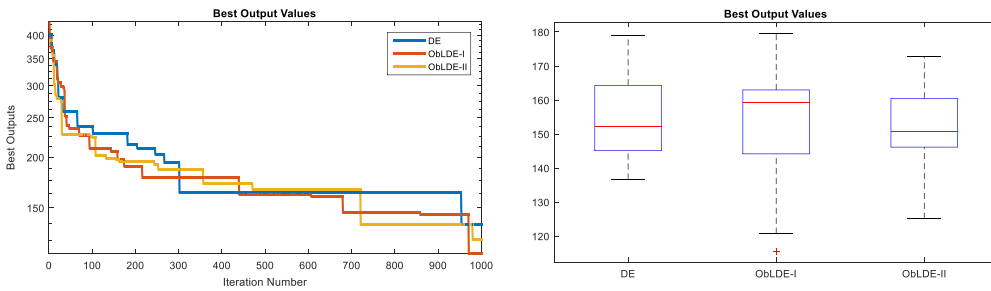 Best Output Values
400
350
300
250
200
150
Best Outputs
DE
ObLDE-I
ObLDE-II
0
100
200
300
400
500
600
700
800
900
1000
Iteration Number
Best Output Values
180
170
160
150
140
130
120
DE
ObLDE-I
ObLDE-II